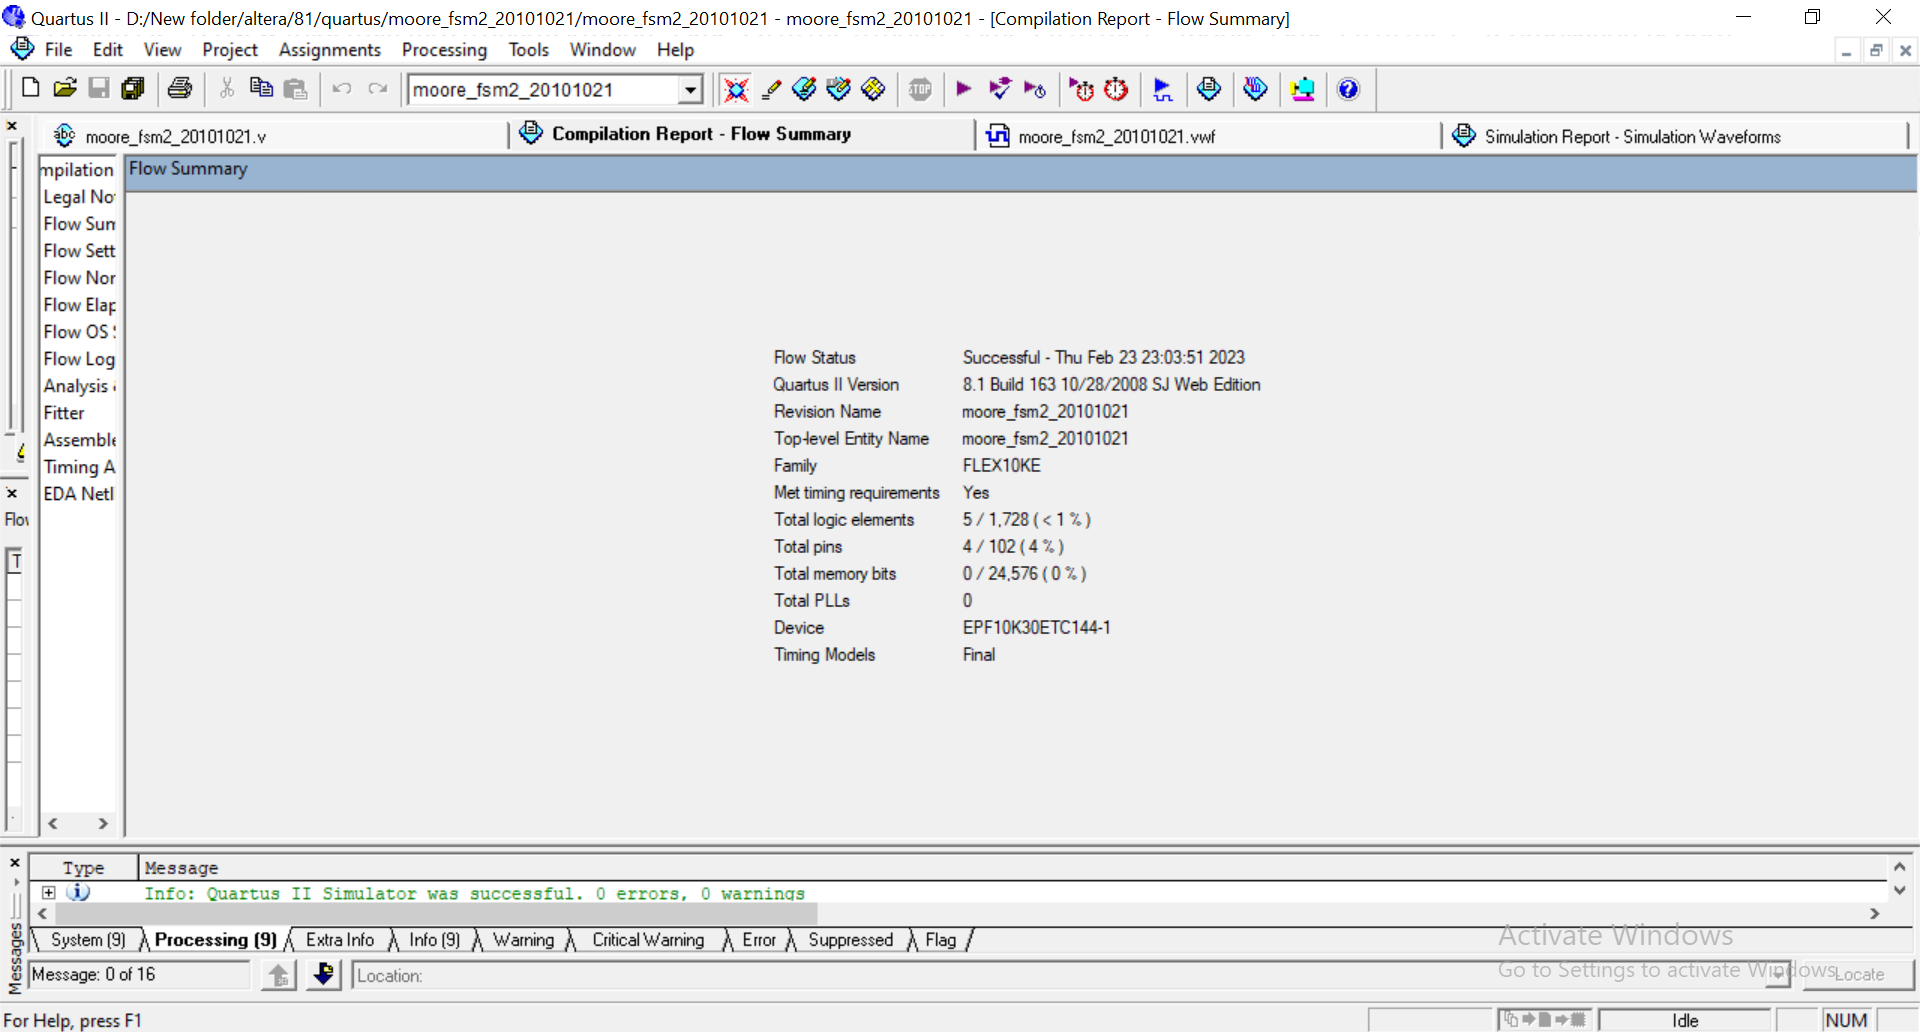 Quartus II - D:/New folder/altera/81/quartus/moore_fsm2_20101021/moore_fsm2_20101021 - moore_fsm2_20101021 - [Compilation Report - Flow Summary]
File Edit View Project Assignments Processing Tools Window Help
moore_fsm2_20101021
STOP
abc moore_fsm2_20101021.v
Compilation Report - Flow Summary
moore_fsm2_20101021.vwf
Simulation Report - Simulation Waveforms
mpilation
Legal No
Flow Sum
Flow Sett
Flow Nor
Flow Elap
Flow OS
Flow Log
Analysis
Fitter
Assemble
Timing A
EDA Netl
Flow Summary
Flow Status Successful - Thu Feb 23 23:03:51 2023
Quartus II Version 8.1 Build 163 10/28/2008 SJ Web Edition
Revision Name moore_fsm2_20101021
Top-level Entity Name moore_fsm2_20101021
Family FLEX10KE
Met timing requirements Yes
Total logic elements 5 / 1,728 ( < 1 % )
Total pins 4 / 102 ( 4 % )
Total memory bits 0 / 24,576 ( 0 % )
Total PLLs 0
Device EPF10K30ETC144-1
Timing Models Final
Flow
T
Type Message
Info: Quartus II Simulator was successful. 0 errors, 0 warnings
System (9) Processing (9) Extra Info Info (9) Warning Critical Warning Error Suppressed Flag
Messages
Message: 0 of 16
Location:
Locate
Activate Windows
Go to Settings to activate Windows.
For Help, press F1
Idle
NUM